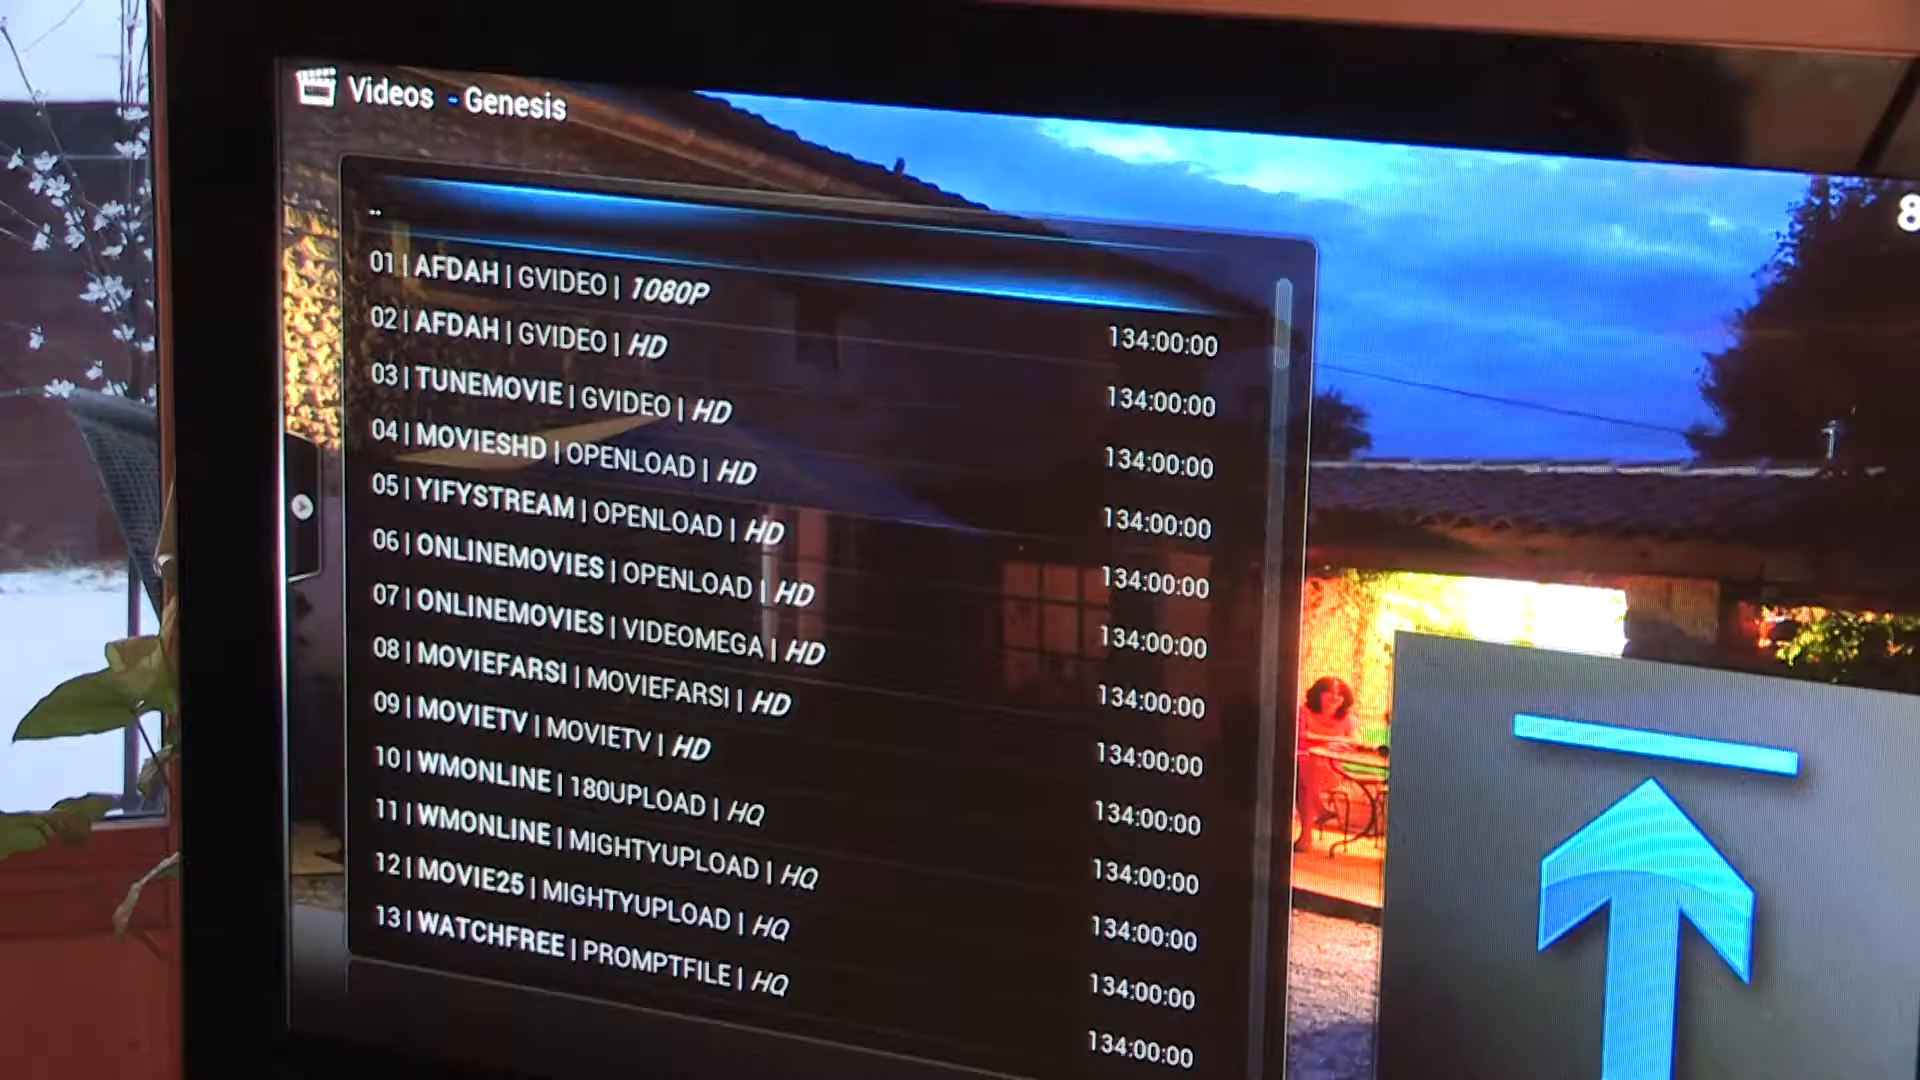 Videos - Genesis
8
..
01 | AFDAH | GVIDEO | 1080P 134:00:00
02 | AFDAH | GVIDEO | HD 134:00:00
03 | TUNEMOVIE | GVIDEO | HD 134:00:00
04 | MOVIESHD | OPENLOAD | HD 134:00:00
05 | YIFYSTREAM | OPENLOAD | HD 134:00:00
06 | ONLINEMOVIES | OPENLOAD | HD 134:00:00
07 | ONLINEMOVIES | VIDEOMEGA | HD 134:00:00
08 | MOVIEFARSI | MOVIEFARSI | HD 134:00:00
09 | MOVIETV | MOVIETV | HD 134:00:00
10 | WMONLINE | 180UPLOAD | HQ 134:00:00
11 | WMONLINE | MIGHTYUPLOAD | HQ 134:00:00
12 | MOVIE25 | MIGHTYUPLOAD | HQ 134:00:00
13 | WATCHFREE | PROMPTFILE | HQ 134:00:00